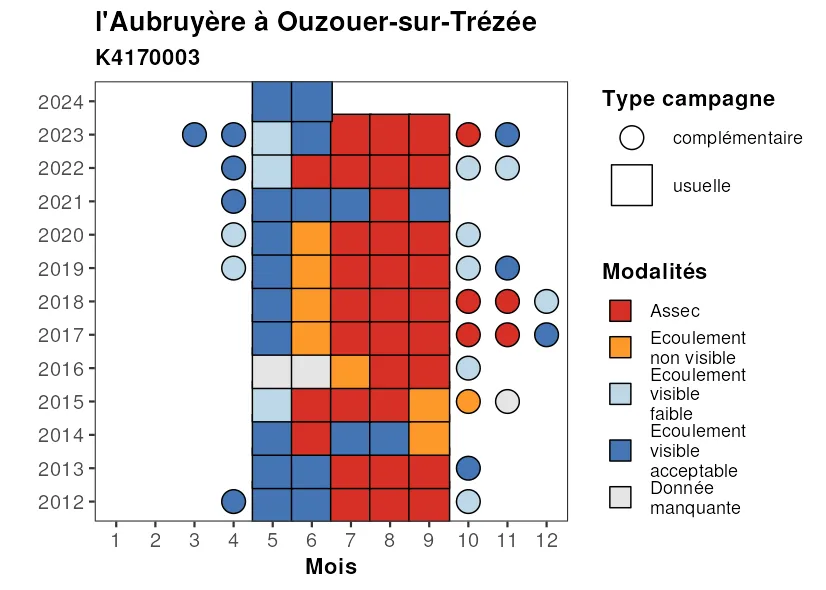 l'Aubruyère à Ouzouer-sur-Trézée
K4170003
2024
2023
2022
2021
2020
2019
2018
2017
2016
2015
2014
2013
2012
1 2 3 4 5 6 7 8 9 10 11 12
Mois
Type campagne
complémentaire
usuelle
Modalités
Assec
Ecoulement
non visible
Ecoulement
visible
faible
Ecoulement
visible
acceptable
Donnée
manquante